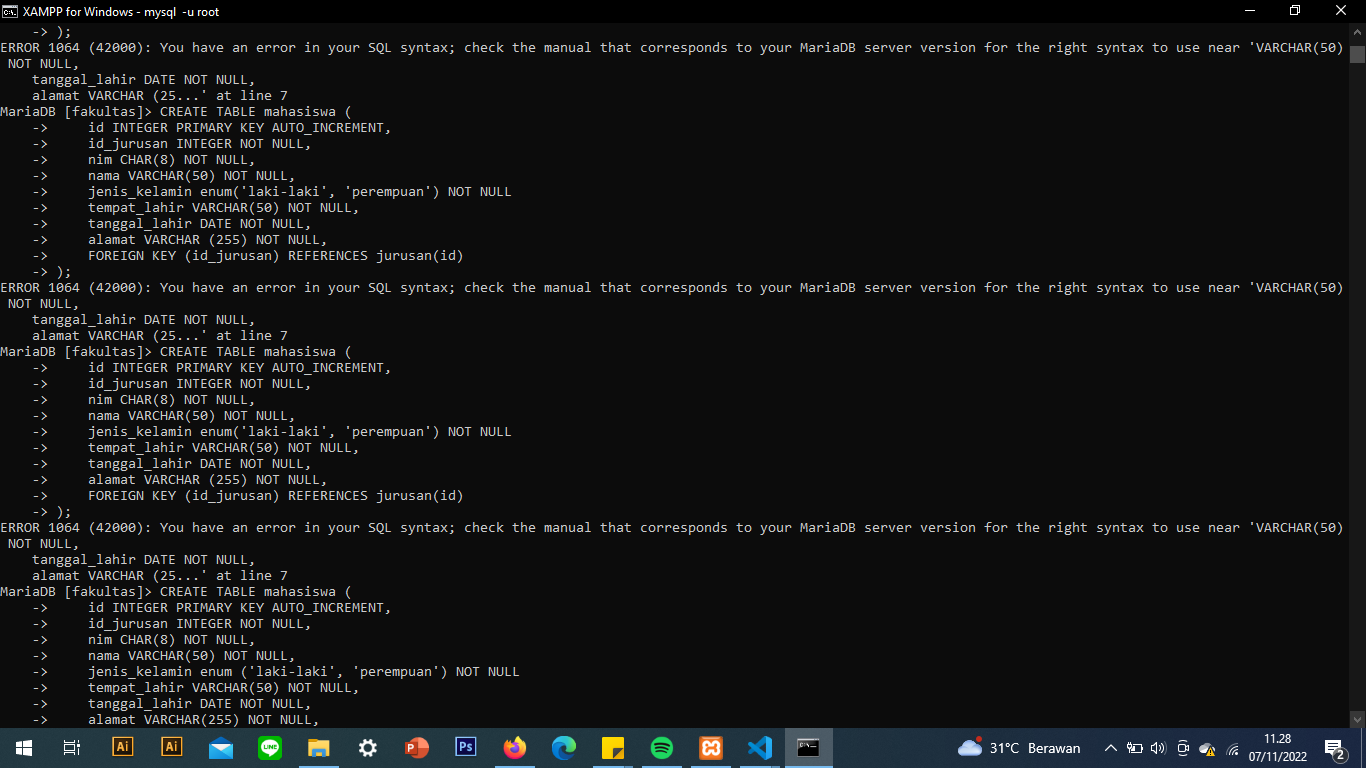 XAMPP for Windows - mysql -u root
    -> );
ERROR 1064 (42000): You have an error in your SQL syntax; check the manual that corresponds to your MariaDB server version for the right syntax to use near 'VARCHAR(50)
 NOT NULL,
    tanggal_lahir DATE NOT NULL,
    alamat VARCHAR (25...' at line 7
MariaDB [fakultas]> CREATE TABLE mahasiswa (
    ->     id INTEGER PRIMARY KEY AUTO_INCREMENT,
    ->     id_jurusan INTEGER NOT NULL,
    ->     nim CHAR(8) NOT NULL,
    ->     nama VARCHAR(50) NOT NULL,
    ->     jenis_kelamin enum('laki-laki', 'perempuan') NOT NULL
    ->     tempat_lahir VARCHAR(50) NOT NULL,
    ->     tanggal_lahir DATE NOT NULL,
    ->     alamat VARCHAR (255) NOT NULL,
    ->     FOREIGN KEY (id_jurusan) REFERENCES jurusan(id)
    -> );
ERROR 1064 (42000): You have an error in your SQL syntax; check the manual that corresponds to your MariaDB server version for the right syntax to use near 'VARCHAR(50)
 NOT NULL,
    tanggal_lahir DATE NOT NULL,
    alamat VARCHAR (25...' at line 7
MariaDB [fakultas]> CREATE TABLE mahasiswa (
    ->     id INTEGER PRIMARY KEY AUTO_INCREMENT,
    ->     id_jurusan INTEGER NOT NULL,
    ->     nim CHAR(8) NOT NULL,
    ->     nama VARCHAR(50) NOT NULL,
    ->     jenis_kelamin enum('laki-laki', 'perempuan') NOT NULL
    ->     tempat_lahir VARCHAR(50) NOT NULL,
    ->     tanggal_lahir DATE NOT NULL,
    ->     alamat VARCHAR (255) NOT NULL,
    ->     FOREIGN KEY (id_jurusan) REFERENCES jurusan(id)
    -> );
ERROR 1064 (42000): You have an error in your SQL syntax; check the manual that corresponds to your MariaDB server version for the right syntax to use near 'VARCHAR(50)
 NOT NULL,
    tanggal_lahir DATE NOT NULL,
    alamat VARCHAR (25...' at line 7
MariaDB [fakultas]> CREATE TABLE mahasiswa (
    ->     id INTEGER PRIMARY KEY AUTO_INCREMENT,
    ->     id_jurusan INTEGER NOT NULL,
    ->     nim CHAR(8) NOT NULL,
    ->     nama VARCHAR(50) NOT NULL,
    ->     jenis_kelamin enum ('laki-laki', 'perempuan') NOT NULL
    ->     tempat_lahir VARCHAR(50) NOT NULL,
    ->     tanggal_lahir DATE NOT NULL,
    ->     alamat VARCHAR(255) NOT NULL,
Ai Ai LINE P Ps 31°C Berawan 11.28
07/11/2022 2